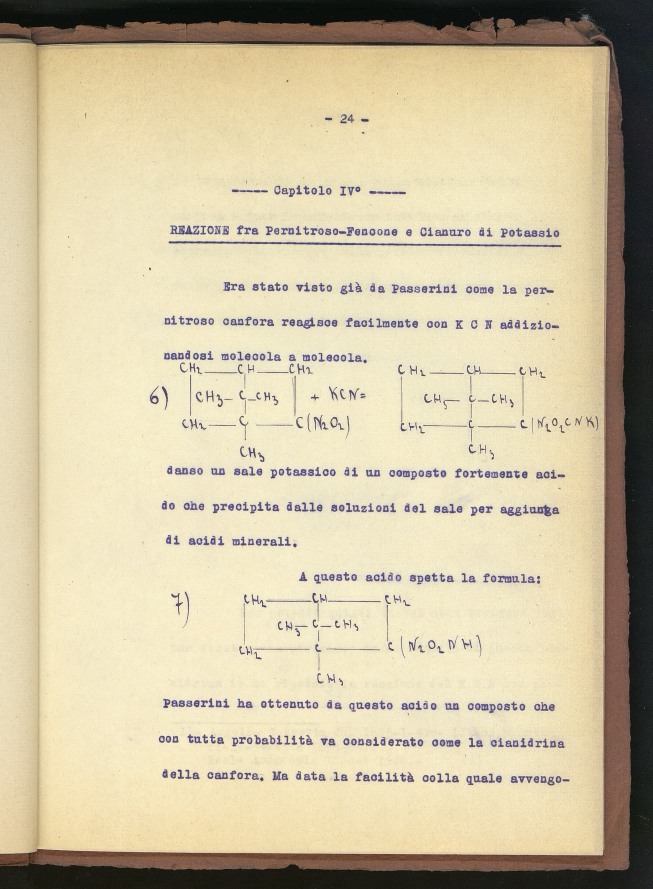 - 24 -
----- Capitolo IV° -----
REAZIONE fra Pernitroso-Fencone e Cianuro di Potassio
Era stato visto già da Passerini come la per-
nitroso canfora reagisce facilmente con K C N addizio-
nandosi molecola a molecola.
CH2 CH CH2 CH2 CH CH2
6) CH3- C -CH3 + KCN= CH3- C -CH3
CH2 C C(N2O2) CH2 C C(N2O2CNK)
CH3 CH3
danso un sale potassico di un composto fortemente aci-
do che precipita dalle soluzioni del sale per aggiunta
di acidi minerali.
A questo acido spetta la formula:
7) CH2 CH CH2
CH3- C -CH3
CH2 C C(N2O2NH)
CH3
Passerini ha ottenuto da questo acido un composto che
con tutta probabilità va considerato come la cianidrina
della canfora. Ma data la facilità colla quale avvengo-